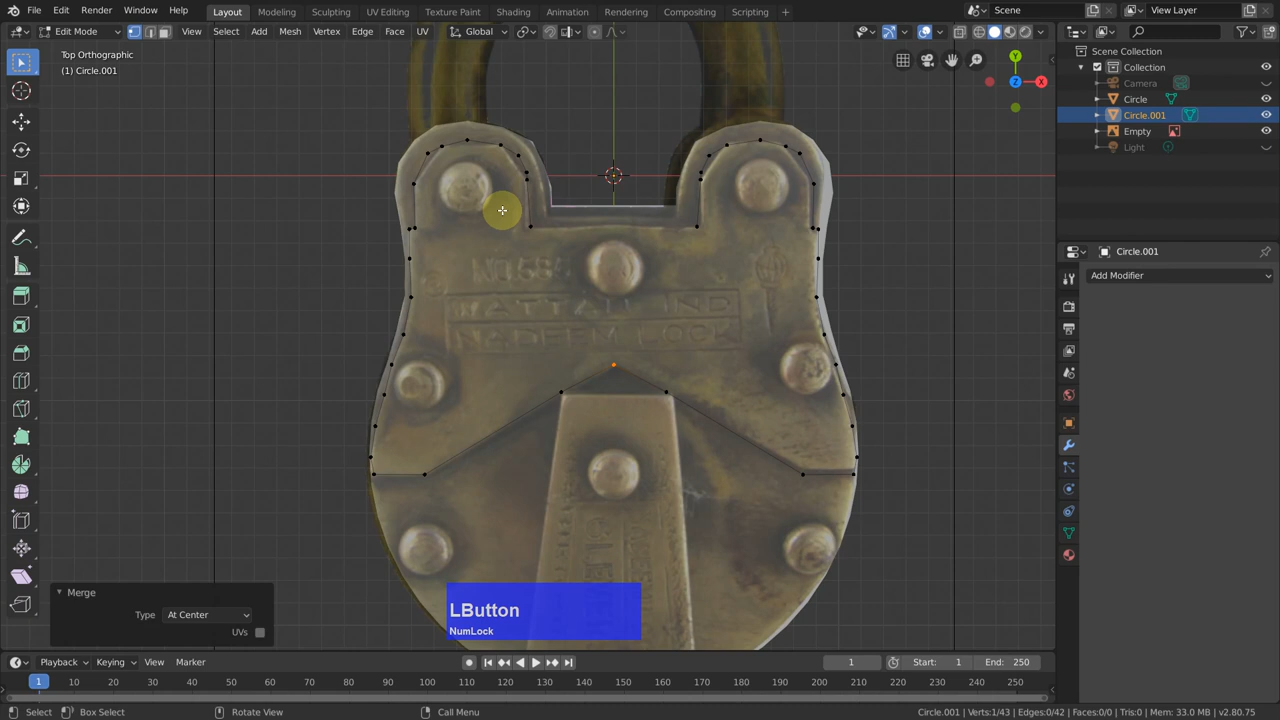 File Edit Render Window Help Layout Modeling Sculpting UV Editing Texture Paint Shading Animation Rendering Compositing Scripting + Scene View Layer
Edit Mode View Select Add Mesh Vertex Edge Face UV Global
Top Orthographic
(1) Circle.001
Y
X
Z
Scene Collection
Collection
Camera
Circle
Circle.001
Empty
Light
Circle.001
Add Modifier
NO.58
NADEEM LOCK
Merge
Type At Center
UVs
LButton
NumLock
Playback Keying View Marker 1 Start: 1 End: 250
1 10 20 30 40 50 60 70 80 90 100 110 120 130 140 150 160 170 180 190 200 210 220 230 240 250
Select Box Select Rotate View Call Menu Circle.001 | Verts:1/43 | Edges:0/42 | Faces:0/0 | Tris:0 | Mem: 33.0 MB | v2.80.75